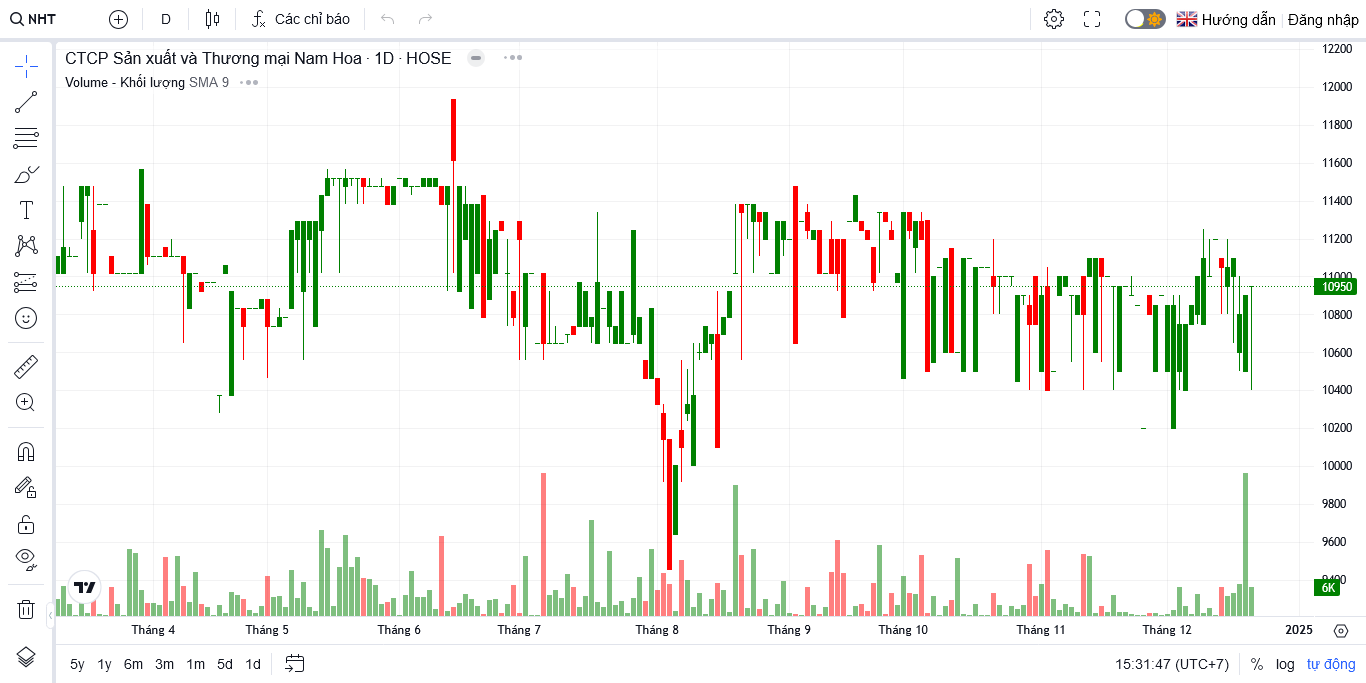 NHT D Các chỉ báo Hướng dẫn Đăng nhập
CTCP Sản xuất và Thương mại Nam Hoa · 1D · HOSE
Volume - Khối lượng SMA 9
12200
12000
11800
11600
11400
11200
11000
10950
10800
10600
10400
10200
10000
9800
9600
9400
6K
Tháng 4 Tháng 5 Tháng 6 Tháng 7 Tháng 8 Tháng 9 Tháng 10 Tháng 11 Tháng 12 2025
5y 1y 6m 3m 1m 5d 1d 15:31:47 (UTC+7) % log tự động